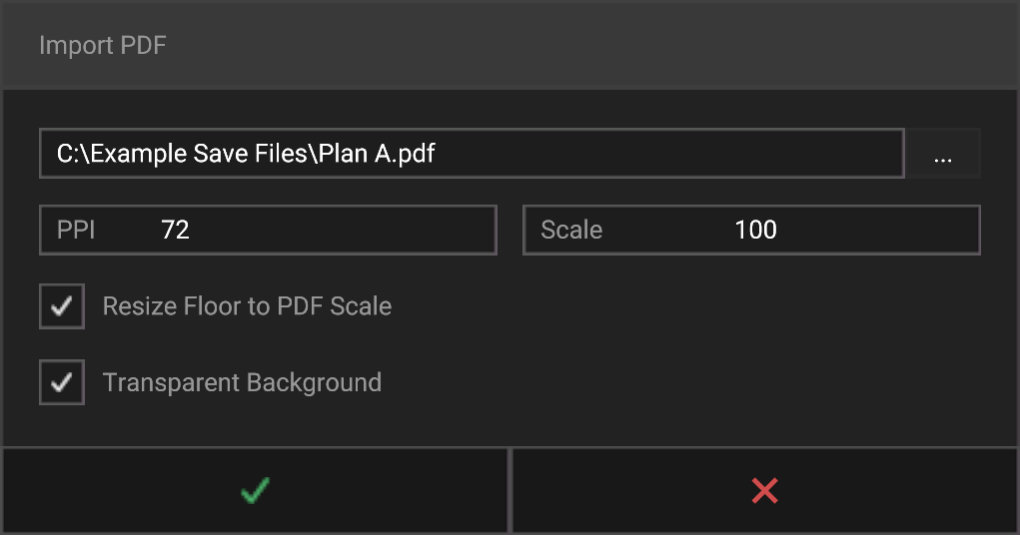 Import PDF
C:\Example Save Files\Plan A.pdf ...
PPI 72 Scale 100
Resize Floor to PDF Scale
Transparent Background